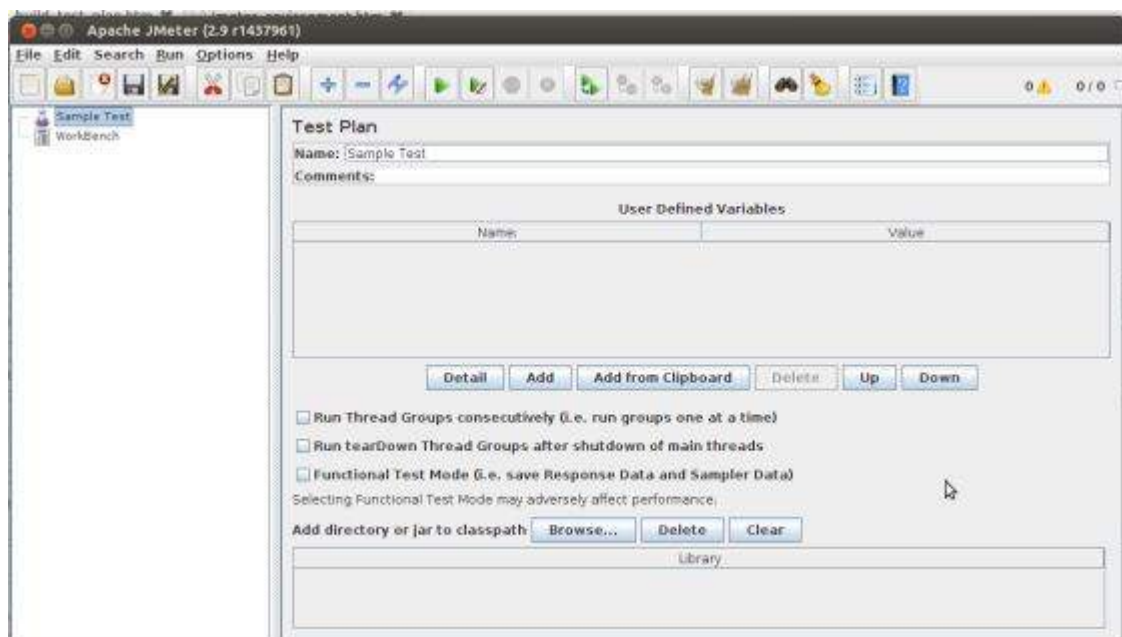 Apache JMeter (2.9 r1437961)
File Edit Search Run Options Help
0 0 / 0
Sample Test
WorkBench
Test Plan
Name: Sample Test
Comments:
User Defined Variables
Name: Value
Detail Add Add from Clipboard Delete Up Down
Run Thread Groups consecutively (i.e. run groups one at a time)
Run tearDown Thread Groups after shutdown of main threads
Functional Test Mode (i.e. save Response Data and Sampler Data)
Selecting Functional Test Mode may adversely affect performance.
Add directory or jar to classpath Browse... Delete Clear
Library